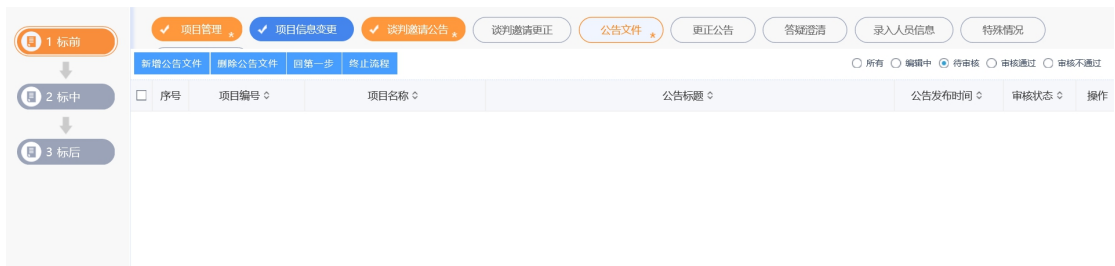 1 标前
2 标中
3 标后
项目管理 * 项目信息变更 谈判邀请公告 * 谈判邀请更正 公告文件 * 更正公告 答疑澄清 录入人员信息 特殊情况
新增公告文件 删除公告文件 回第一步 终止流程 所有 编辑中 待审核 审核通过 审核不通过
序号 项目编号 项目名称 公告标题 公告发布时间 审核状态 操作